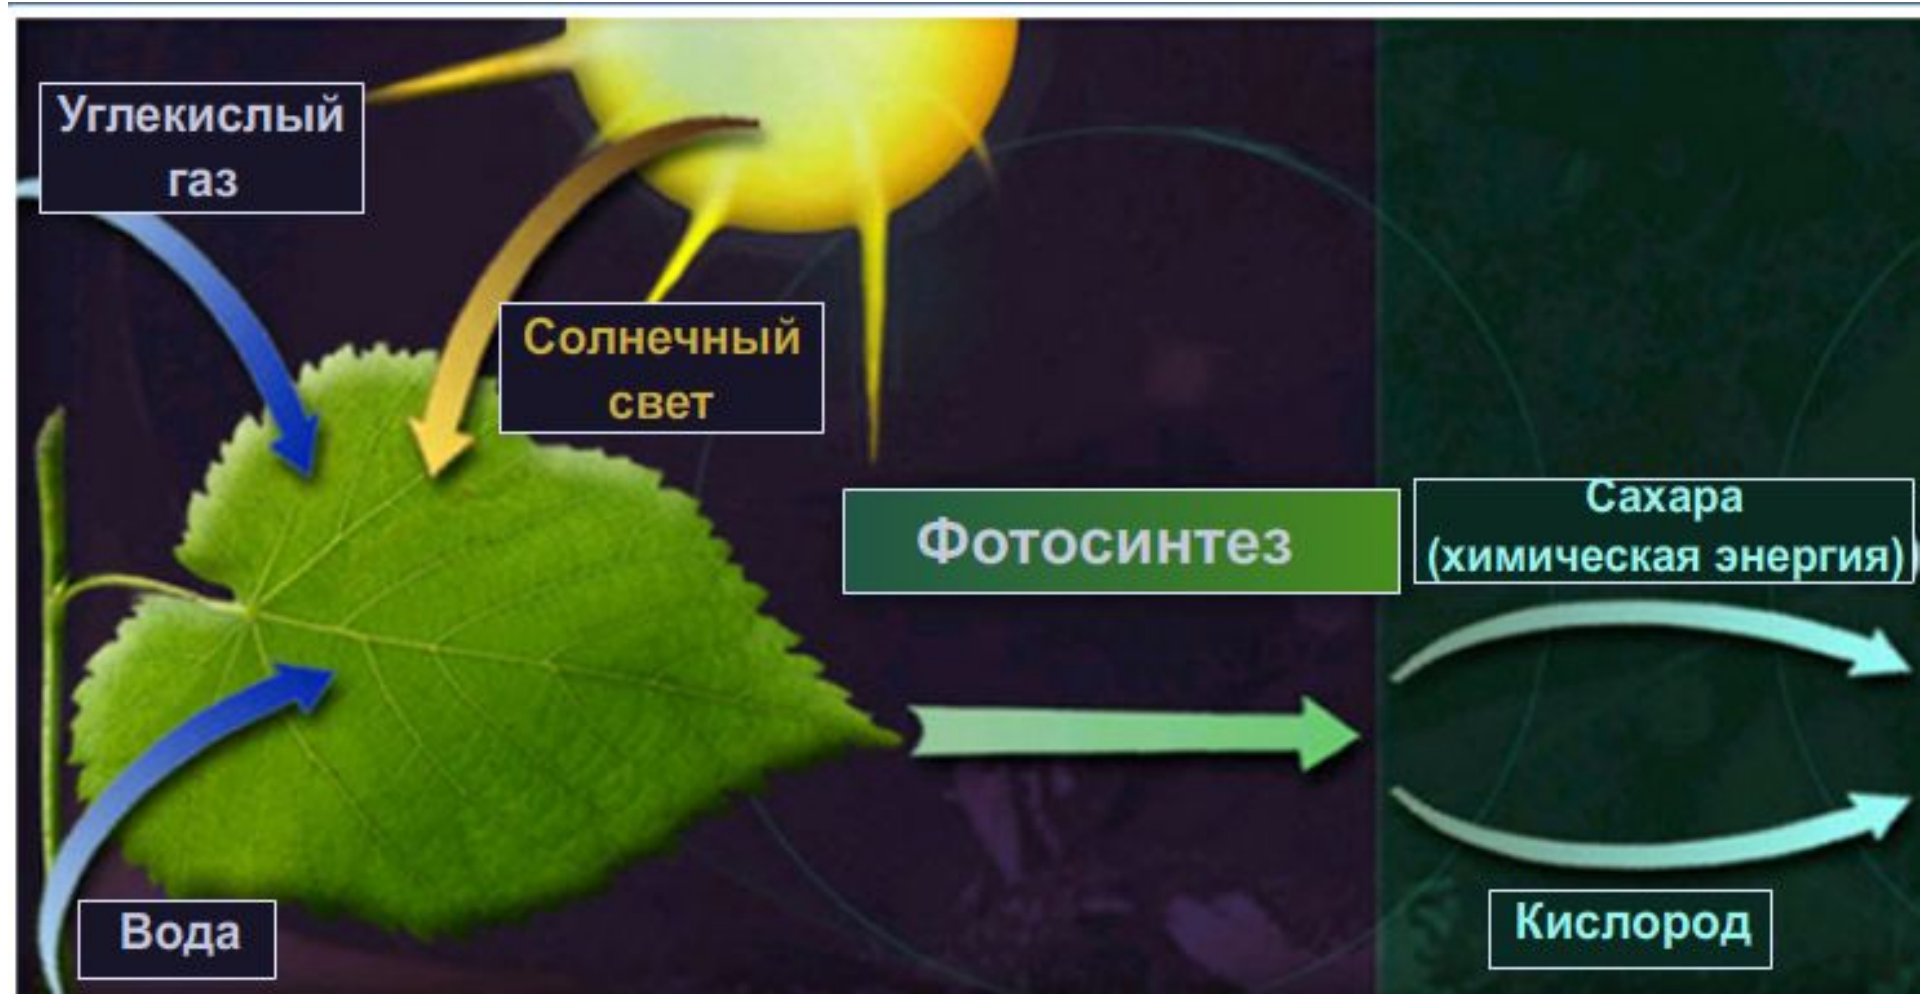 Углекислый
газ
Солнечный
свет
Фотосинтез
Сахара
(химическая энергия)
Вода
Кислород